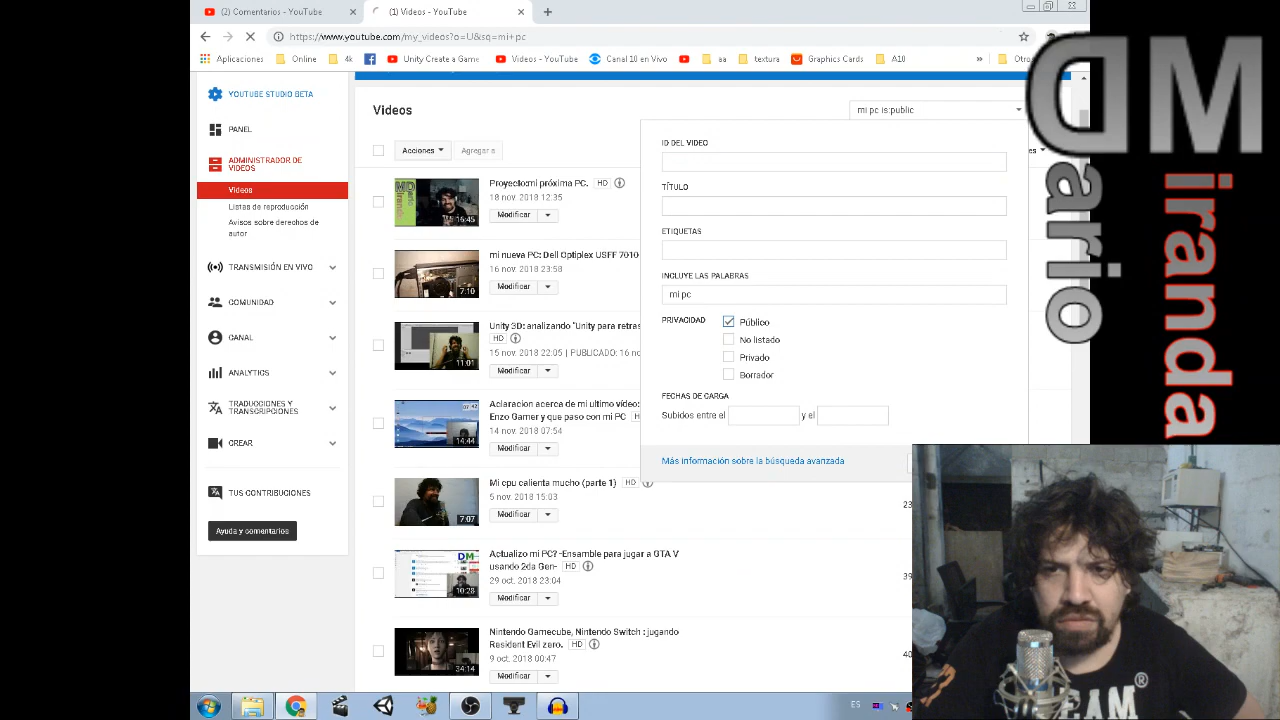 (2) Comentarios - YouTube
(1) Videos - YouTube
https://www.youtube.com/my_videos?o=U&sq=mi+pc
Aplicaciones
Online
4k
Unity Create a Game
Videos - YouTube
Canal 10 en Vivo
aa
textura
Graphics Cards
A10
»
Otros
YOUTUBE STUDIO BETA
PANEL
ADMINISTRADOR DE
VIDEOS
Videos
Listas de reproducción
Avisos sobre derechos de
autor
TRANSMISIÓN EN VIVO
COMUNIDAD
CANAL
ANALYTICS
TRADUCCIONES Y
TRANSCRIPCIONES
CREAR
TUS CONTRIBUCIONES
Ayuda y comentarios
Videos
mi pc is:public
Acciones
Agregar a
Proyecto:mi próxima PC. HD
18 nov. 2018 12:35
16:45
Modificar
mi nueva PC: Dell Optiplex USFF 7010
16 nov. 2018 23:58
7:10
Modificar
Unity 3D: analizando "Unity para retras
HD
15 nov. 2018 22:05 | PUBLICADO: 16 no
11:01
Modificar
Aclaracion acerca de mi ultimo vídeo:
Enzo Gamer y que paso con mi PC
14 nov. 2018 07:54
14:44
Modificar
Mi cpu calienta mucho (parte 1) HD
5 nov. 2018 15:03
7:07
Modificar
Actualizo mi PC? -Ensamble para jugar a GTA V
usando 2da Gen- HD
29 oct. 2018 23:04
10:28
Modificar
Nintendo Gamecube, Nintendo Switch : jugando
Resident Evil zero. HD
9 oct. 2018 00:47
34:14
Modificar
ID DEL VIDEO
TÍTULO
ETIQUETAS
INCLUYE LAS PALABRAS
mi pc
PRIVACIDAD
Público
No listado
Privado
Borrador
FECHAS DE CARGA
Subidos entre el
y el
Más información sobre la búsqueda avanzada
ES
Dario
Miranda